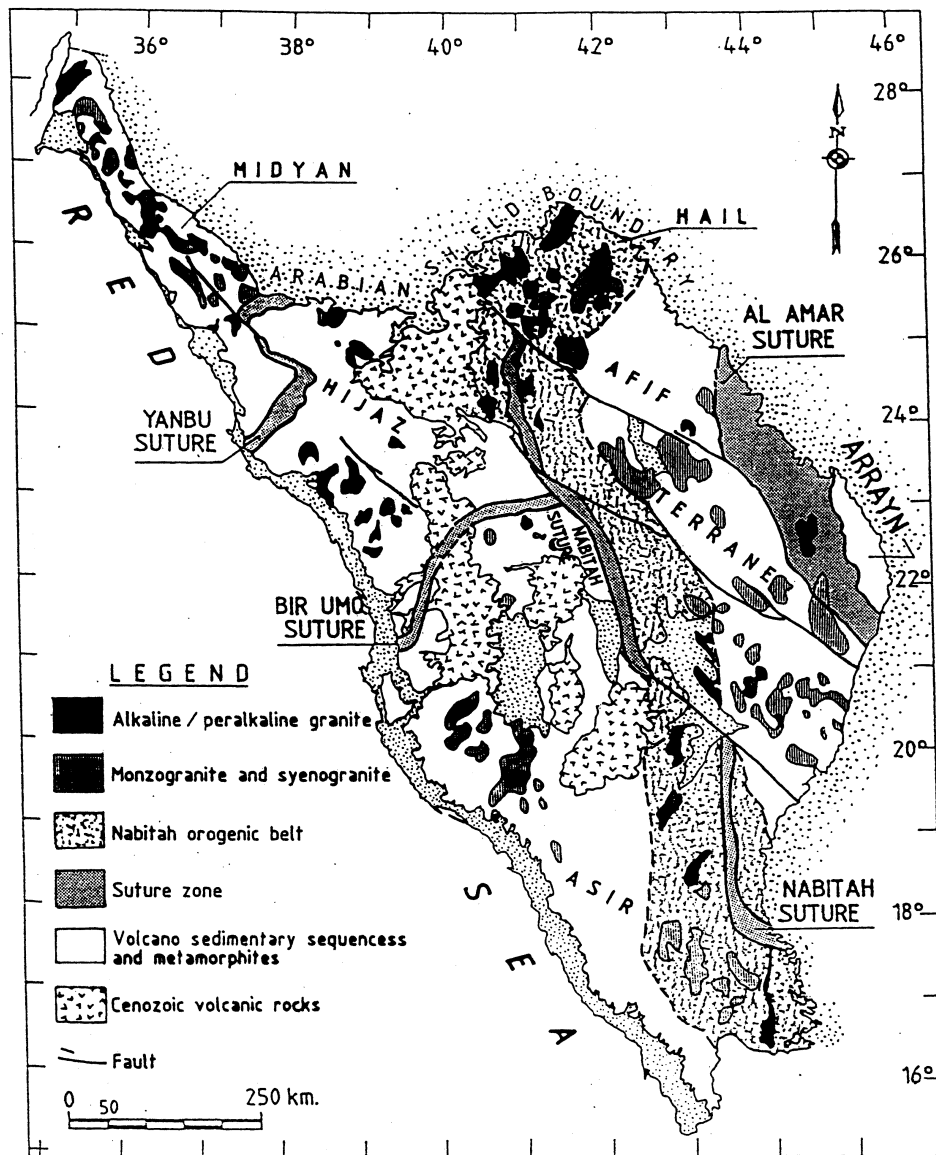 36° 38° 40° 42° 44° 46°
28°
N
MIDYAN
SHIELD BOUNDARY
HAIL
RED
26°
ARABIAN
AL AMAR
SUTURE
AFIF
HIJAZ
YANBU
SUTURE
24°
ARRAYN
TERRANE
NABITAH
SUTURE
22°
BIR UMO
SUTURE
LEGEND
Alkaline / peralkaline granite
20°
Monzogranite and syenogranite
Nabitah orogenic belt
Suture zone
ASIR
NABITAH
SUTURE
18°
SEA
Volcano sedimentary sequencess
and metamorphites
Cenozoic volcanic rocks
Fault
16°
0 50 250 km.